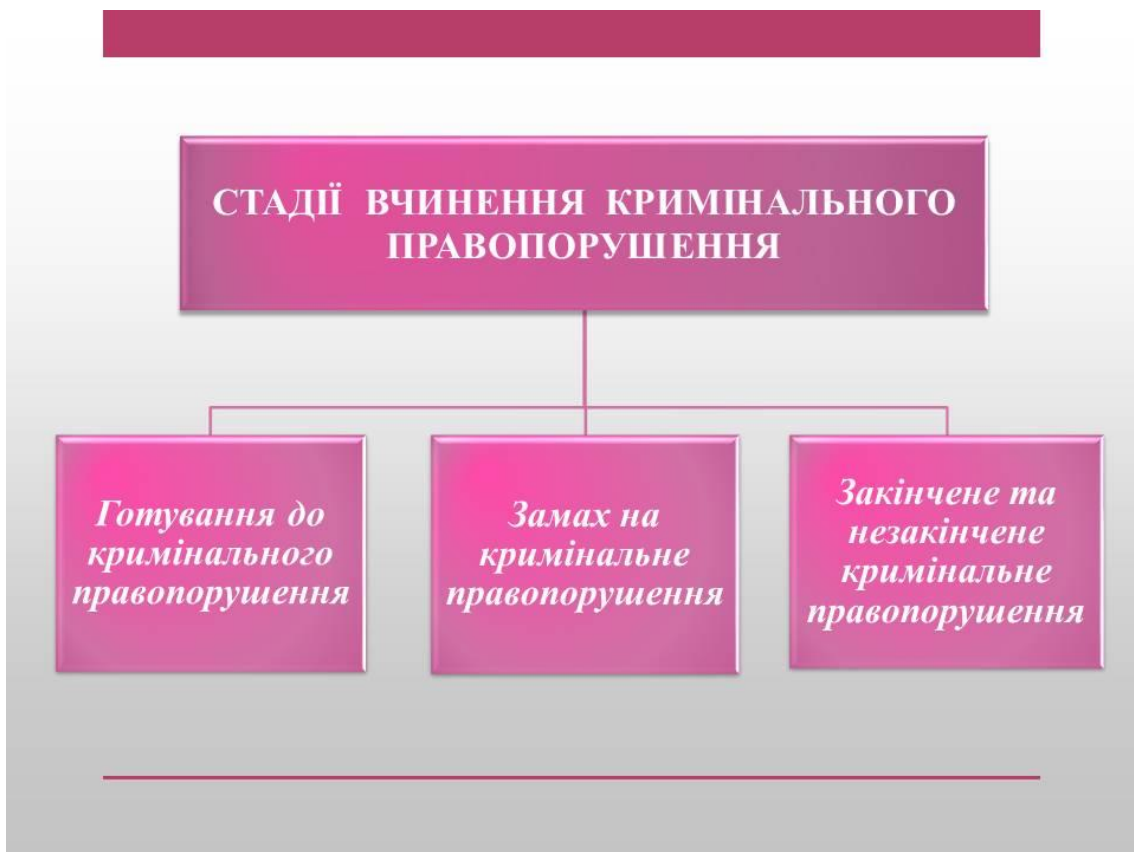 СТАДІЇ ВЧИНЕННЯ КРИМІНАЛЬНОГО
ПРАВОПОРУШЕННЯ
Готування до
кримінального
правопорушення
Замах на
кримінальне
правопорушення
Закінчене та
незакінчене
кримінальне
правопорушення